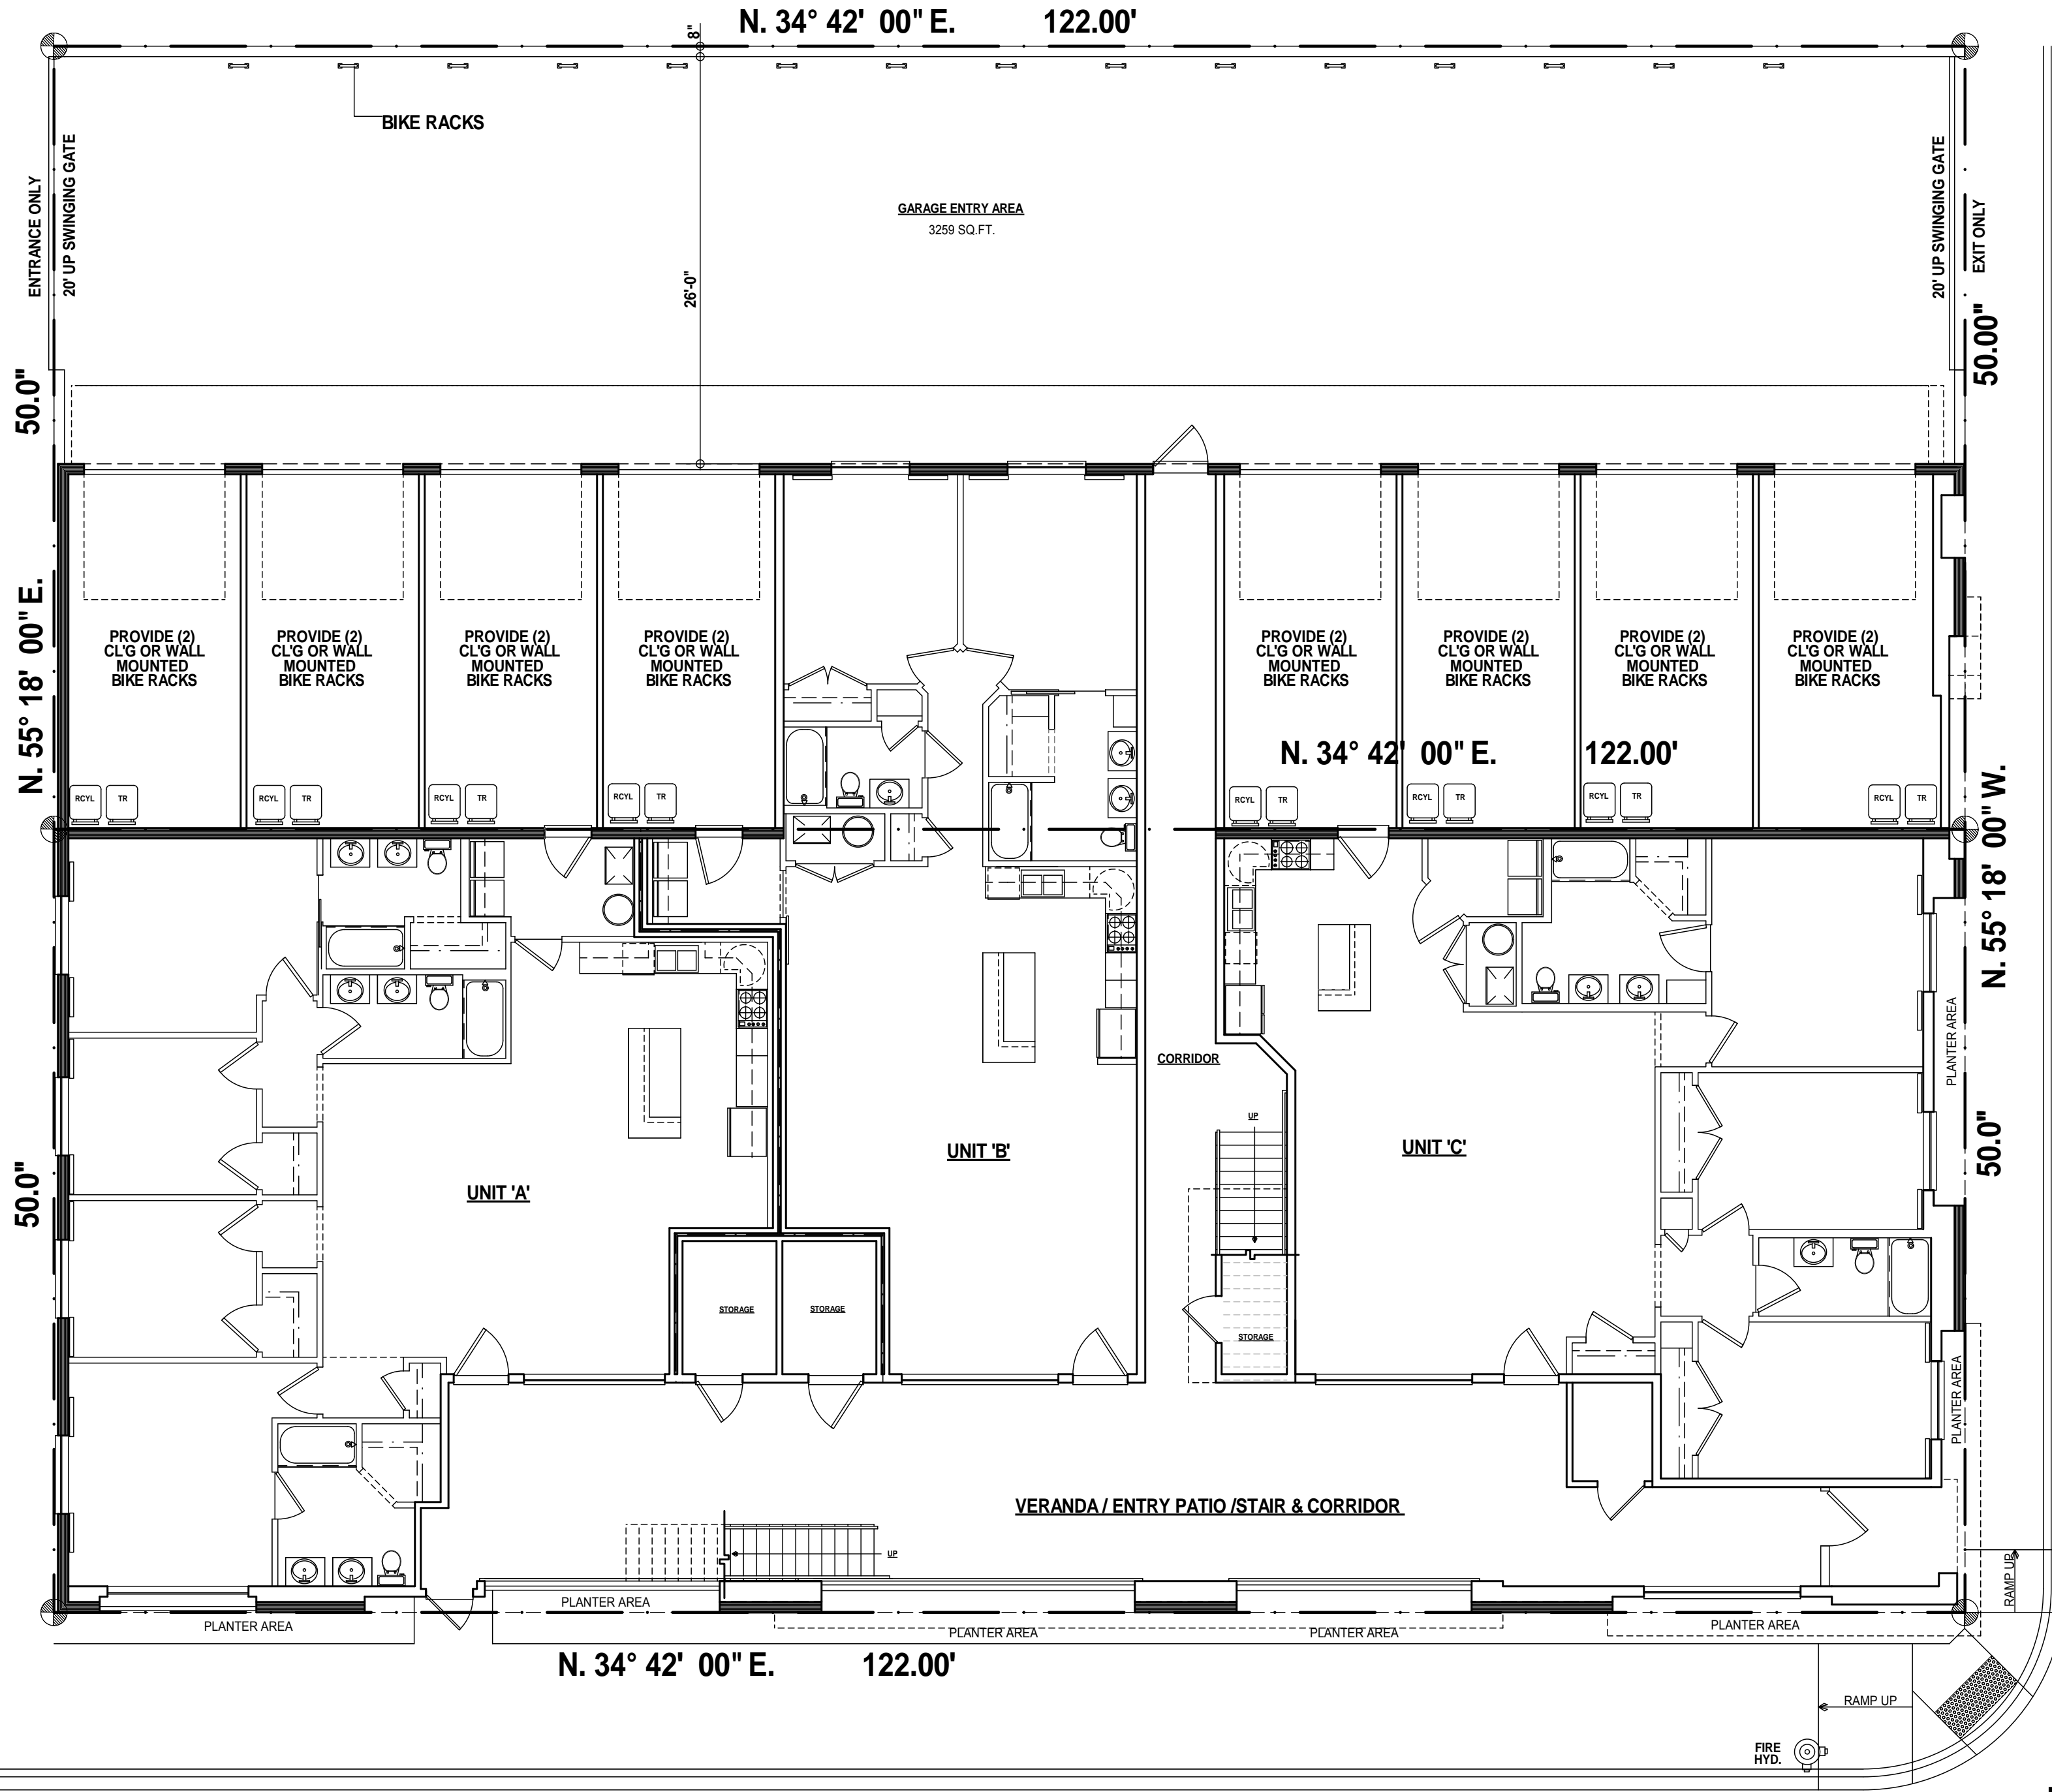 N. 34° 42' 00" E. 122.00'
8"
BIKE RACKS
ENTRANCE ONLY
20' UP SWINGING GATE
GARAGE ENTRY AREA
3259 SQ.FT.
26'-0"
20' UP SWINGING GATE
EXIT ONLY
50.0"
50.00"
N. 55° 18' 00" E.
PROVIDE (2)
CL'G OR WALL
MOUNTED
BIKE RACKS
PROVIDE (2)
CL'G OR WALL
MOUNTED
BIKE RACKS
PROVIDE (2)
CL'G OR WALL
MOUNTED
BIKE RACKS
PROVIDE (2)
CL'G OR WALL
MOUNTED
BIKE RACKS
PROVIDE (2)
CL'G OR WALL
MOUNTED
BIKE RACKS
PROVIDE (2)
CL'G OR WALL
MOUNTED
BIKE RACKS
PROVIDE (2)
CL'G OR WALL
MOUNTED
BIKE RACKS
PROVIDE (2)
CL'G OR WALL
MOUNTED
BIKE RACKS
N. 34° 42' 00" E. 122.00'
RCYL TR
RCYL TR
RCYL TR
RCYL TR
RCYL TR
RCYL TR
RCYL TR
RCYL TR
N. 55° 18' 00" W.
PLANTER AREA
CORRIDOR
UP
50.0"
UNIT 'A'
UNIT 'B'
UNIT 'C'
50.0"
STORAGE
STORAGE
STORAGE
PLANTER AREA
VERANDA / ENTRY PATIO /STAIR & CORRIDOR
UP
RAMP UP
PLANTER AREA
PLANTER AREA
PLANTER AREA
PLANTER AREA
PLANTER AREA
N. 34° 42' 00" E. 122.00'
RAMP UP
FIRE
HYD.